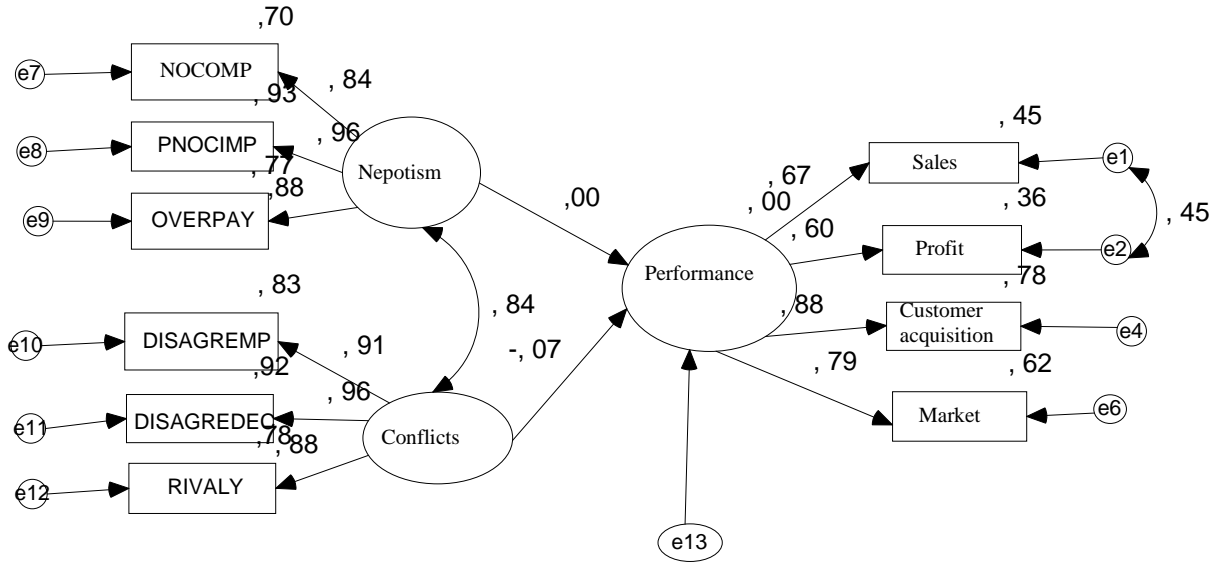 ,70
e7
NOCOMP
, 84
, 93
e8
PNOCIMP
, 96
, 77
Nepotism
e9
OVERPAY
,88
, 45
Sales
e1
, 67
,00
, 00
, 36
, 45
, 60
Profit
e2
Performance
, 78
, 83
, 84
, 88
Customer
acquisition
e4
e10
DISAGREMP
, 91
-, 07
, 79
, 62
,92
, 96
e11
DISAGREDEC
Conflicts
Market
e6
,78
, 88
e12
RIVALY
e13